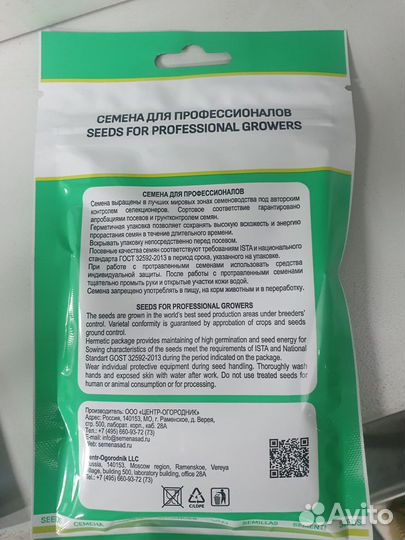 СЕМЕНА ДЛЯ ПРОФЕССИОНАЛОВ
SEEDS FOR PROFESSIONAL GROWERS
СЕМЕНА ДЛЯ ПРОФЕССИОНАЛОВ
Семена выращены в лучших мировых зонах семеноводства под авторским
контролем селекционеров. Сортовое соответствие гарантировано
апробациями посевов и грунтконтролем семян.
Герметичная упаковка позволяет сохранить высокую всхожесть и энергию
прорастания семян в течение длительного времени.
Вскрывать упаковку непосредственно перед посевом.
Посевные качества семян соответствуют требованиям ISTA и национального
стандарта ГОСТ 32592-2013 в период срока, указанного на упаковке.
При работе с протравленными семенами использовать средства
индивидуальной защиты. После работы с протравленными семенами
тщательно промыть руки и открытые участки кожи водой.
Семена запрещено употреблять в пищу, на корм животным и в переработку.
SEEDS FOR PROFESSIONAL GROWERS
The seeds are grown in the world's best seed production areas under breeders'
control. Varietal conformity is guaranteed by approbation of crops and seeds
ground control.
Hermetic package provides maintaining of high germination and seed energy for
Sowing characteristics of the seeds meet the requirements of ISTA and National
Standart GOST 32592-2013 during the period indicated on the package.
Wear individual protective equipment during seed handling. Thoroughly wash
hands and exposed skin with water after work. Do not use treated seeds for
human or animal consumption or for processing.
Производитель: ООО «ЦЕНТР-ОГОРОДНИК»
Адрес: Россия, 140153, МО, г. Раменское, д. Верея,
стр. 500, лаборат. корп., каб. 28А
Тел.: +7 (495) 660-93-72 (73)
E-mail: info@semenasad.ru
Web: semenasad.ru
entr-Ogorodnik LLC
ussia, 140153, Moscow region, Ramenskoe, Vereya
illage, building 500, laboratory building, office 28A
Tel.: +7 (495) 660-93-72 (73)
C/LDPE
SEED
СЕМЕНА
SEMILLAS
SEMENTI
Avito